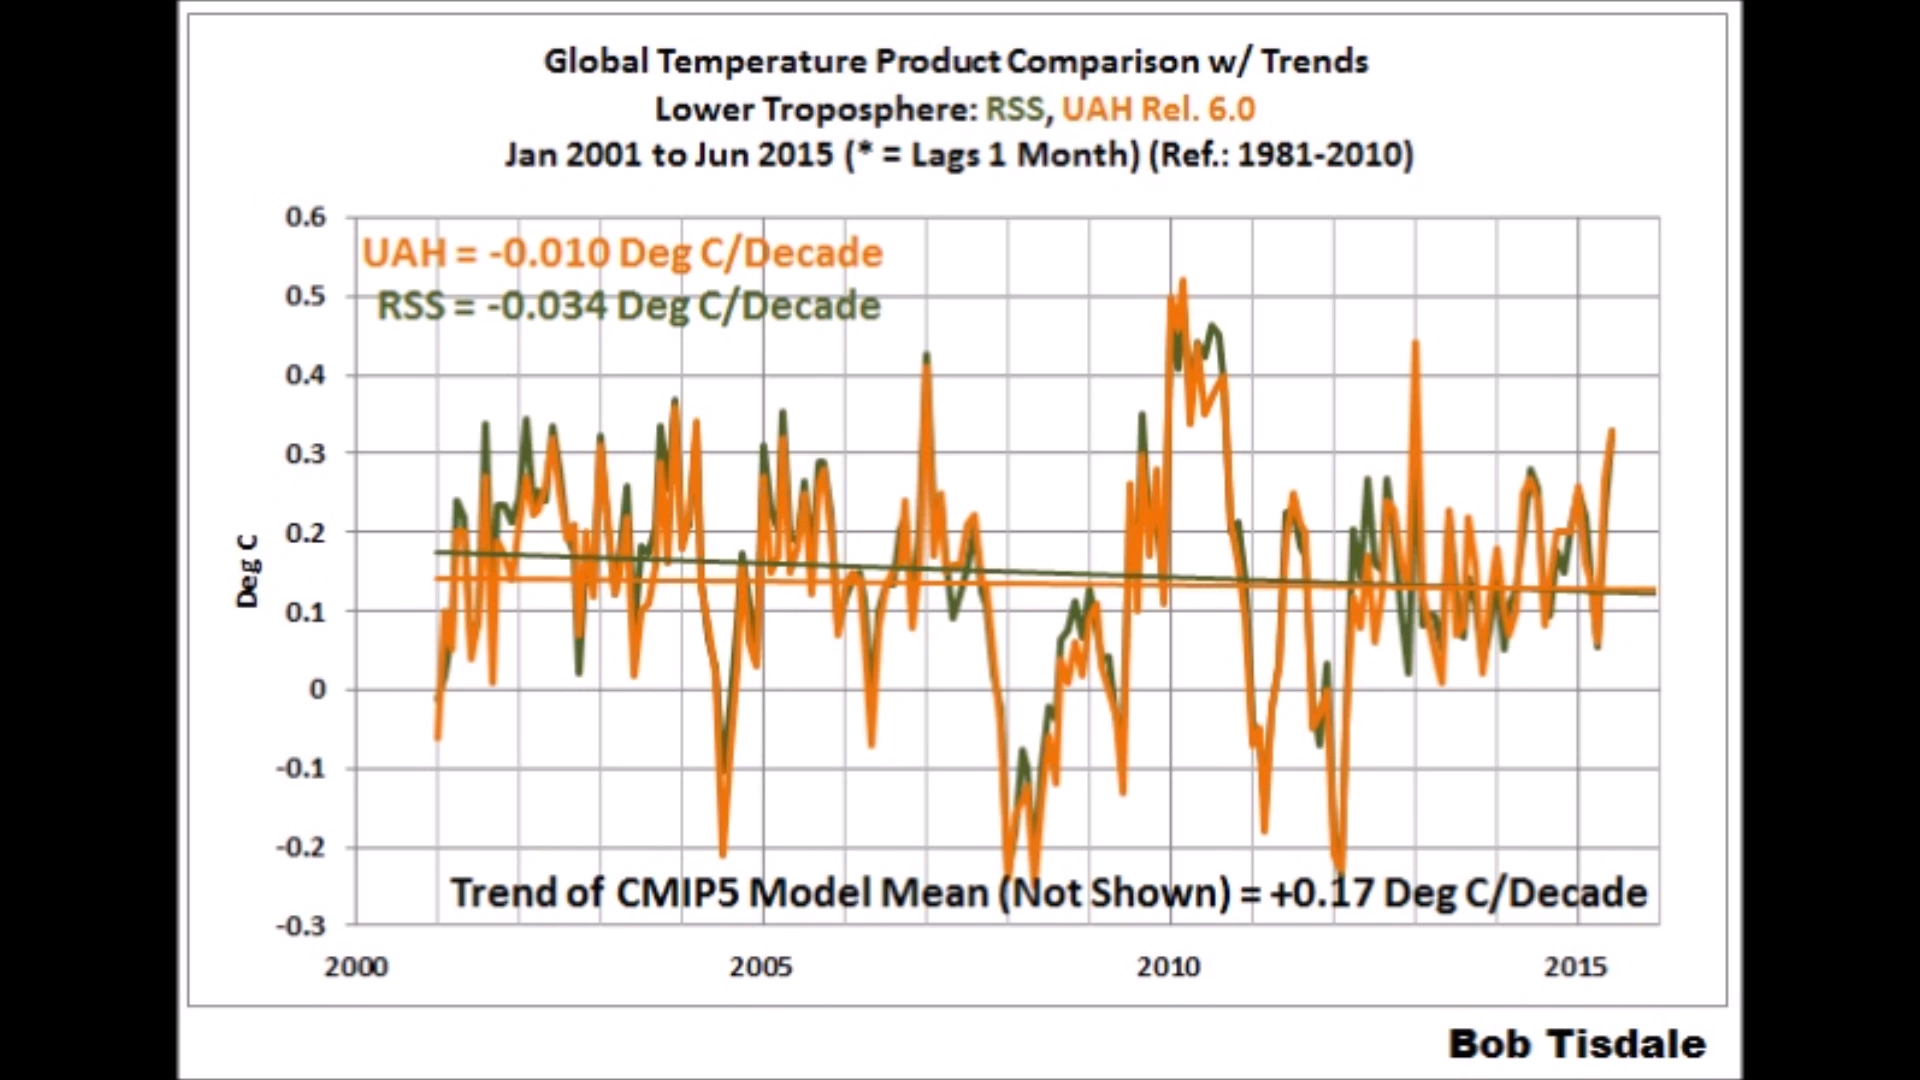 Global Temperature Product Comparison w/ Trends
Lower Troposphere: RSS, UAH Rel. 6.0
Jan 2001 to Jun 2015 (* = Lags 1 Month) (Ref.: 1981-2010)
UAH = -0.010 Deg C/Decade
RSS = -0.034 Deg C/Decade
0.6
0.5
0.4
0.3
0.2
0.1
0
-0.1
-0.2
-0.3
Deg C
Trend of CMIP5 Model Mean (Not Shown) = +0.17 Deg C/Decade
2000 2005 2010 2015
Bob Tisdale